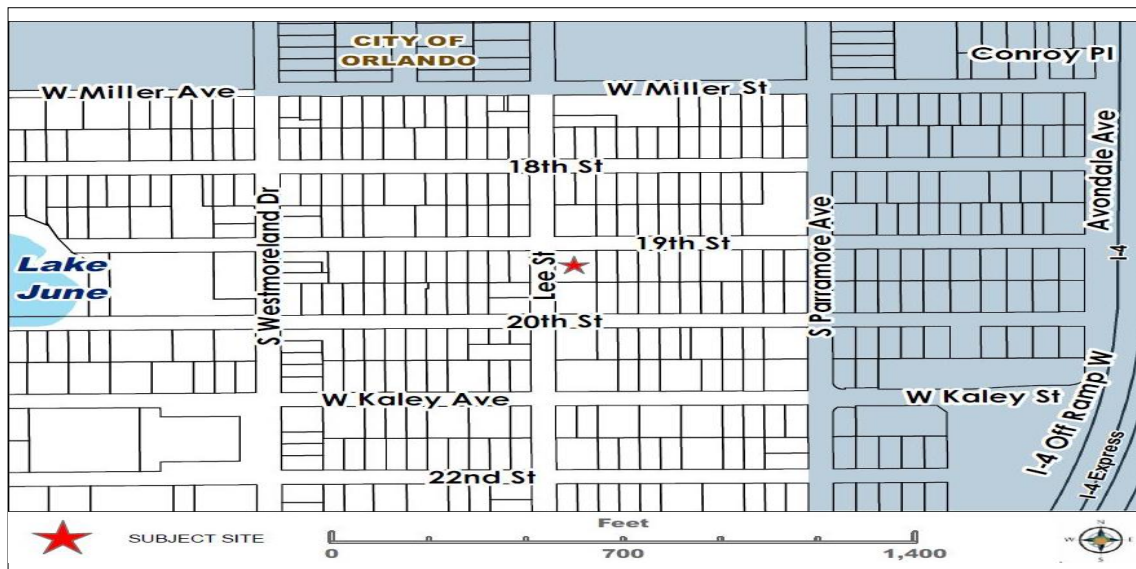 CITY OF
ORLANDO
Conroy Pl
W Miller Ave
W Miller St
18th St
Avondale Ave
S Westmoreland Dr
S Parramore Ave
19th St
I-4
Lee St
Lake
June
20th St
W Kaley Ave
W Kaley St
I-4 Off Ramp W
I-4 Express
22nd St
Feet
SUBJECT SITE
0
700
1,400
N
W
E
S